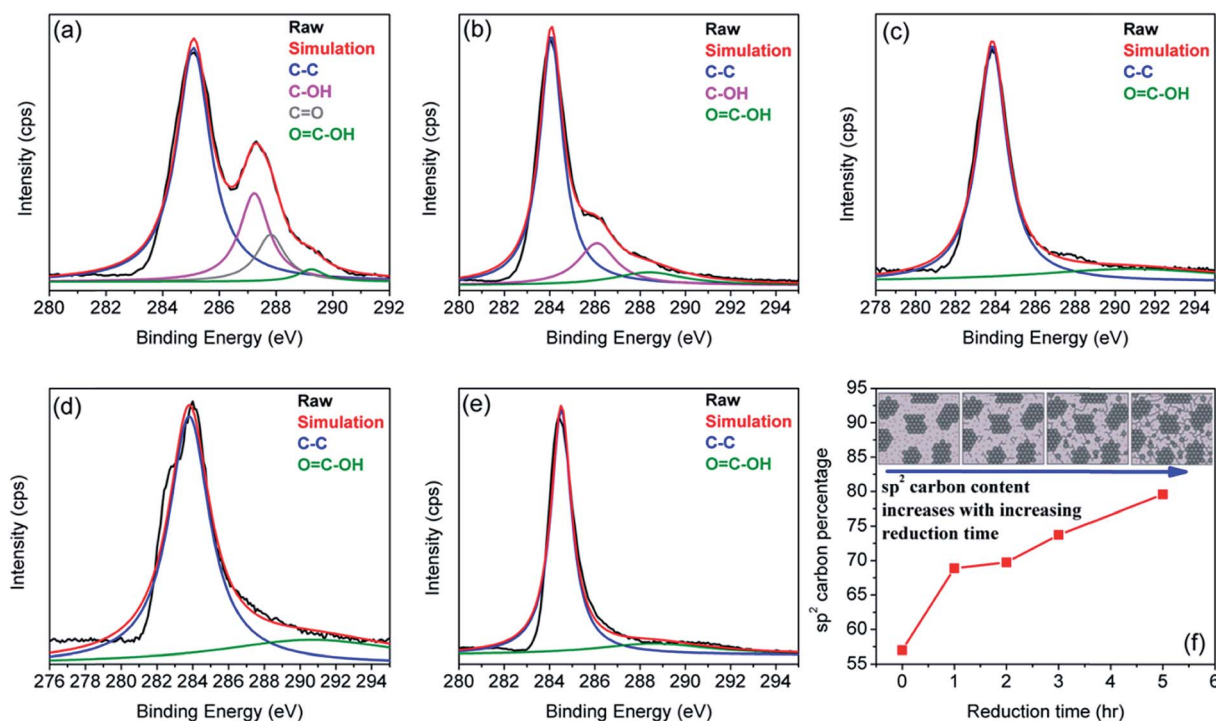 (a)
Raw
Simulation
C-C
C-OH
C=O
O=C-OH
Intensity (cps)
280 282 284 286 288 290 292
Binding Energy (eV)
(b)
Raw
Simulation
C-C
C-OH
O=C-OH
Intensity (cps)
280 282 284 286 288 290 292 294
Binding Energy (eV)
(c)
Raw
Simulation
C-C
O=C-OH
Intensity (cps)
278 280 282 284 286 288 290 292 294
Binding Energy (eV)
(d)
Raw
Simulation
C-C
O=C-OH
Intensity (cps)
276 278 280 282 284 286 288 290 292 294
Binding Energy (eV)
(e)
Raw
Simulation
C-C
O=C-OH
Intensity (cps)
280 282 284 286 288 290 292 294
Binding Energy (eV)
95
90
85
80
75
70
65
60
55
sp² carbon percentage
sp² carbon content
increases with increasing
reduction time
(f)
0 1 2 3 4 5 6
Reduction time (hr)